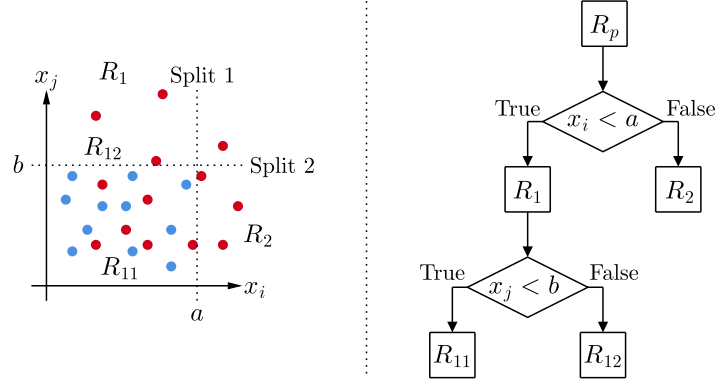 x_j
R_1
Split 1
R_12
b
Split 2
R_2
R_11
x_i
a
R_p
True
x_i < a
False
R_1
R_2
True
x_j < b
False
R_11
R_12